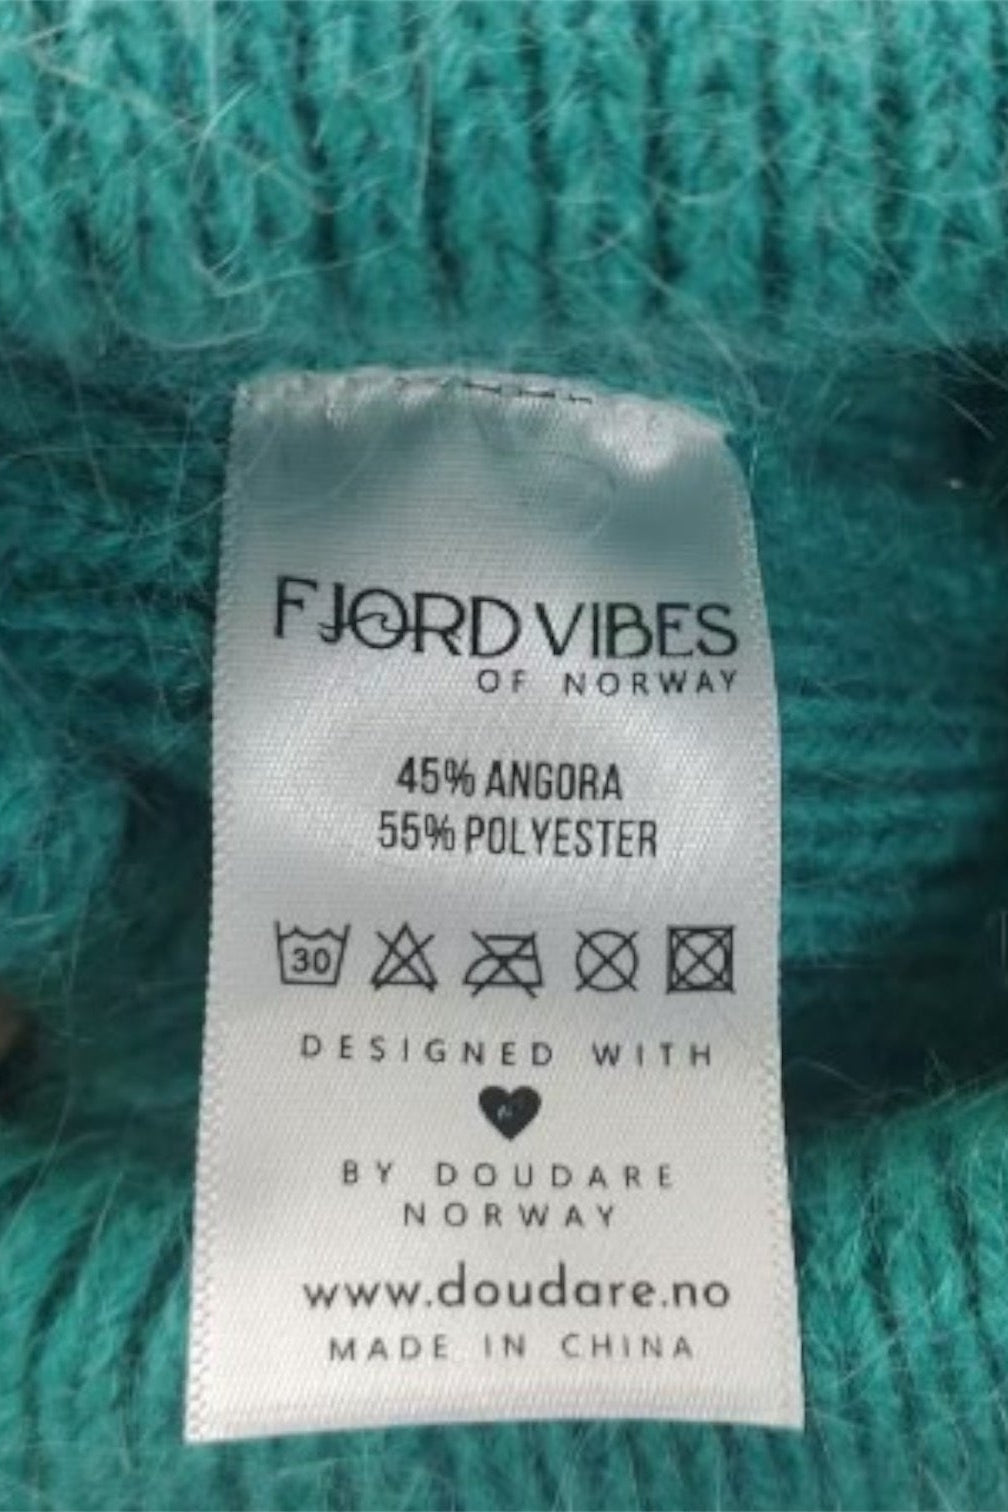 FJORD VIBES
OF NORWAY
45% ANGORA
55% POLYESTER
30
DESIGNED WITH
BY DOUDARE
NORWAY
www.doudare.no
MADE IN CHINA